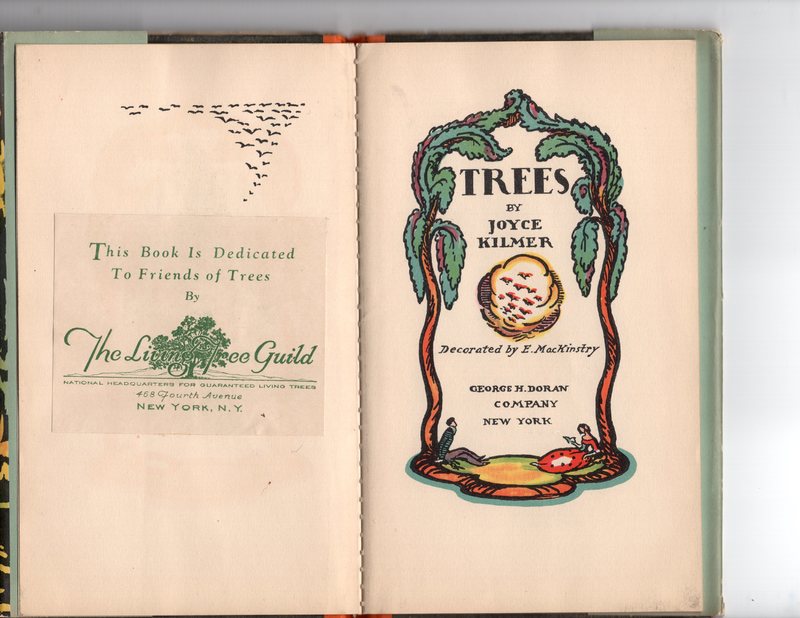 This Book Is Dedicated
To Friends of Trees
By
The Living Tree Guild
NATIONAL HEADQUARTERS FOR GUARANTEED LIVING TREES
468 Fourth Avenue
NEW YORK, N.Y.
TREES
BY
JOYCE
KILMER
Decorated by E. MacKinstry
GEORGE H. DORAN
COMPANY
NEW YORK